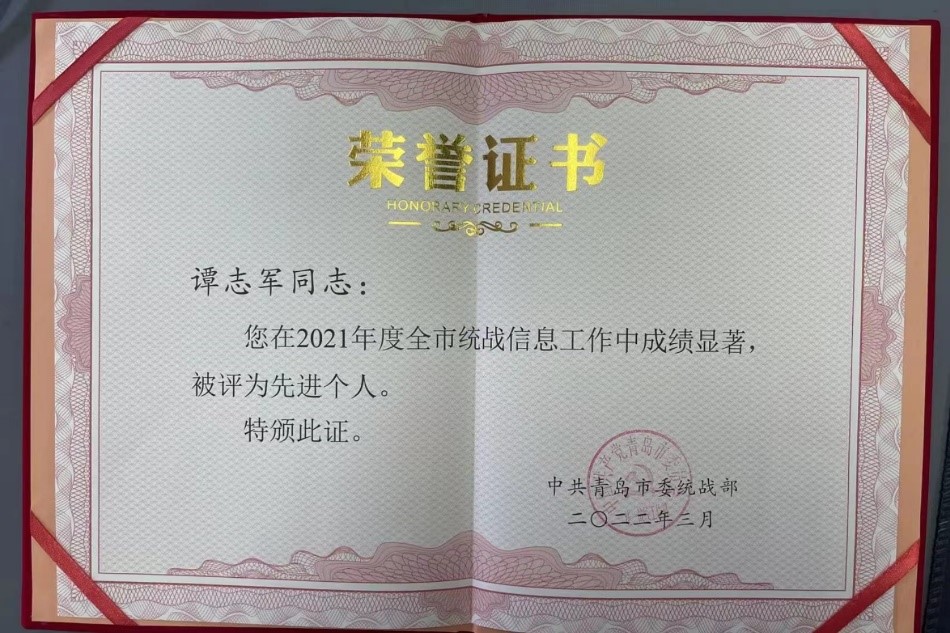 荣誉证书
HONORARY CREDENTIAL
谭志军同志：
您在2021年度全市统战信息工作中成绩显著，
被评为先进个人。
特颁此证。
中共青岛市委统战部
二〇二二年三月